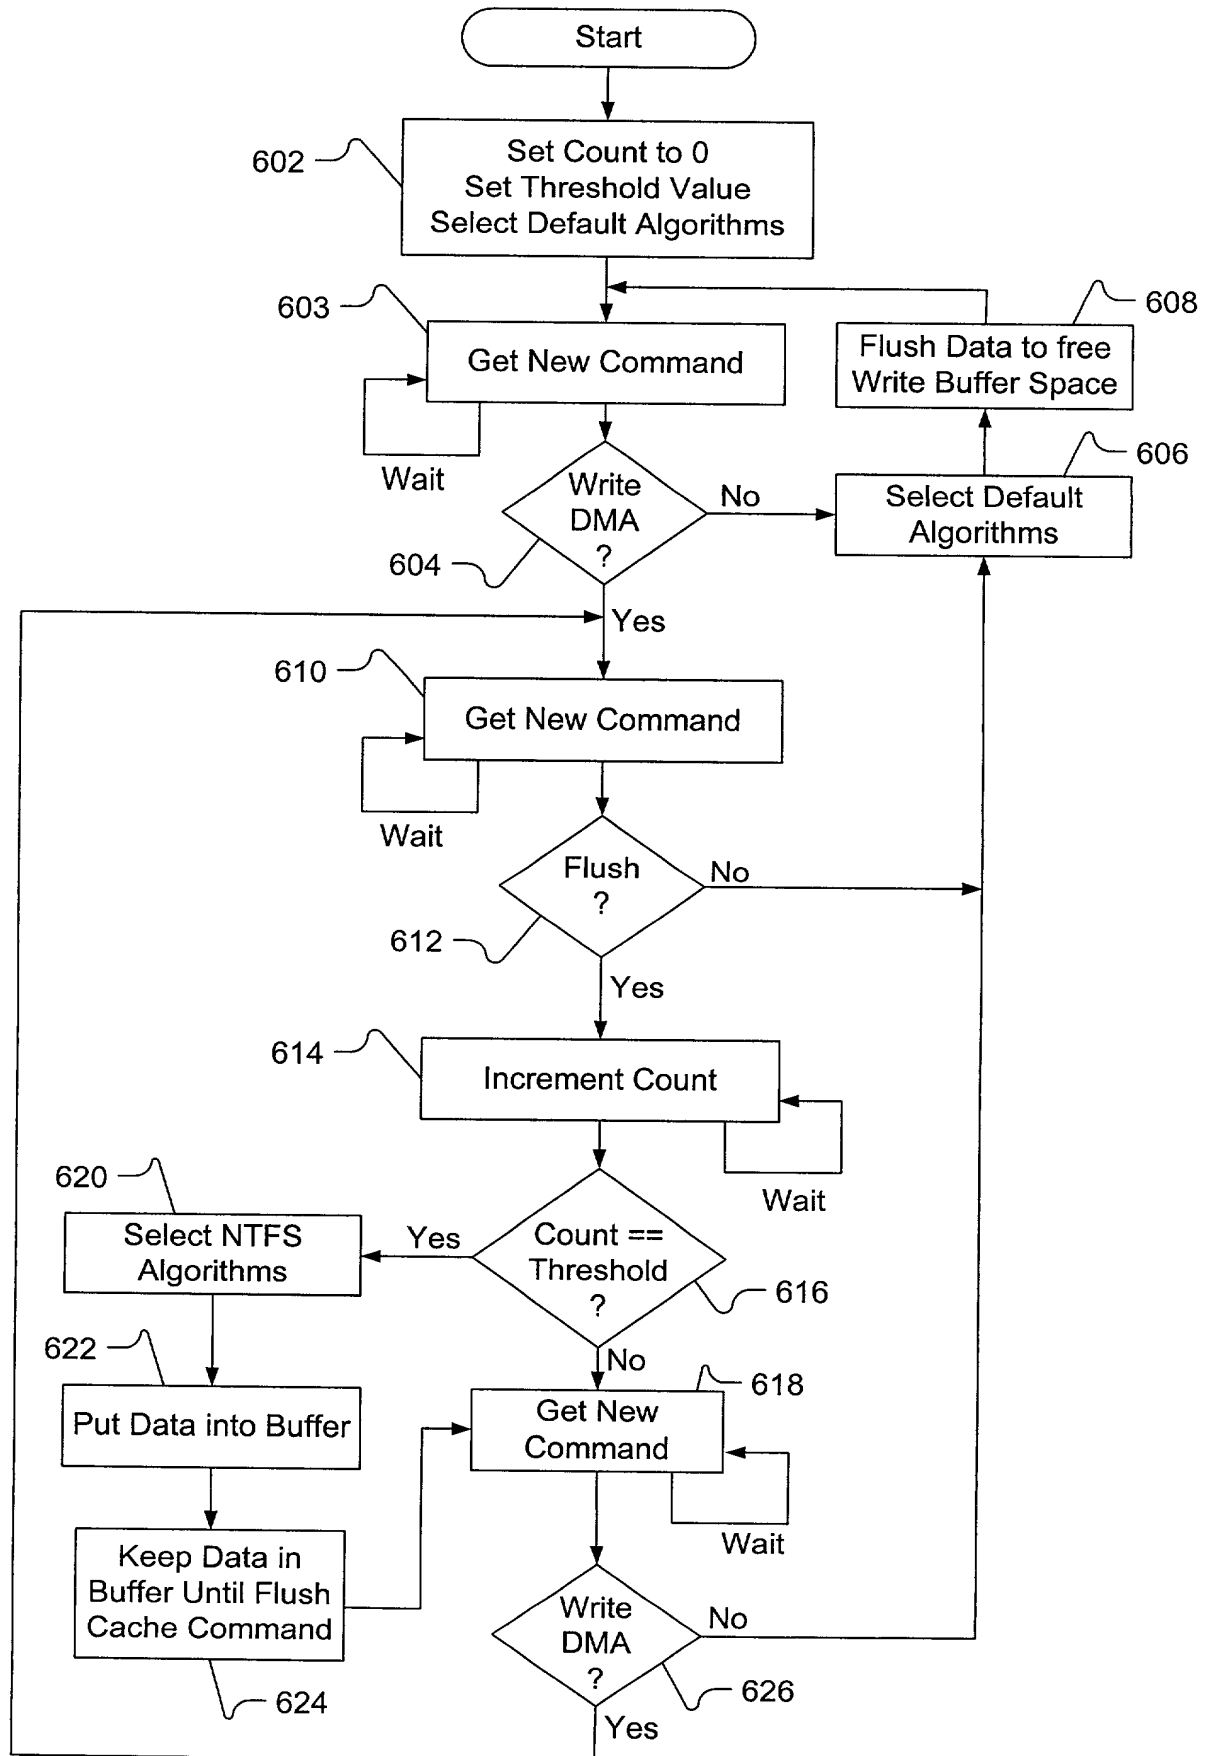 Start
602
Set Count to 0
Set Threshold Value
Select Default Algorithms
603
Get New Command
Wait
608
Flush Data to free
Write Buffer Space
606
Select Default
Algorithms
Write
DMA
?
No
604
Yes
610
Get New Command
Wait
Flush
?
No
612
Yes
614
Increment Count
Wait
620
Select NTFS
Algorithms
Yes
Count ==
Threshold
?
616
No
622
Put Data into Buffer
618
Get New
Command
Wait
Keep Data in
Buffer Until Flush
Cache Command
624
Write
DMA
?
No
626
Yes